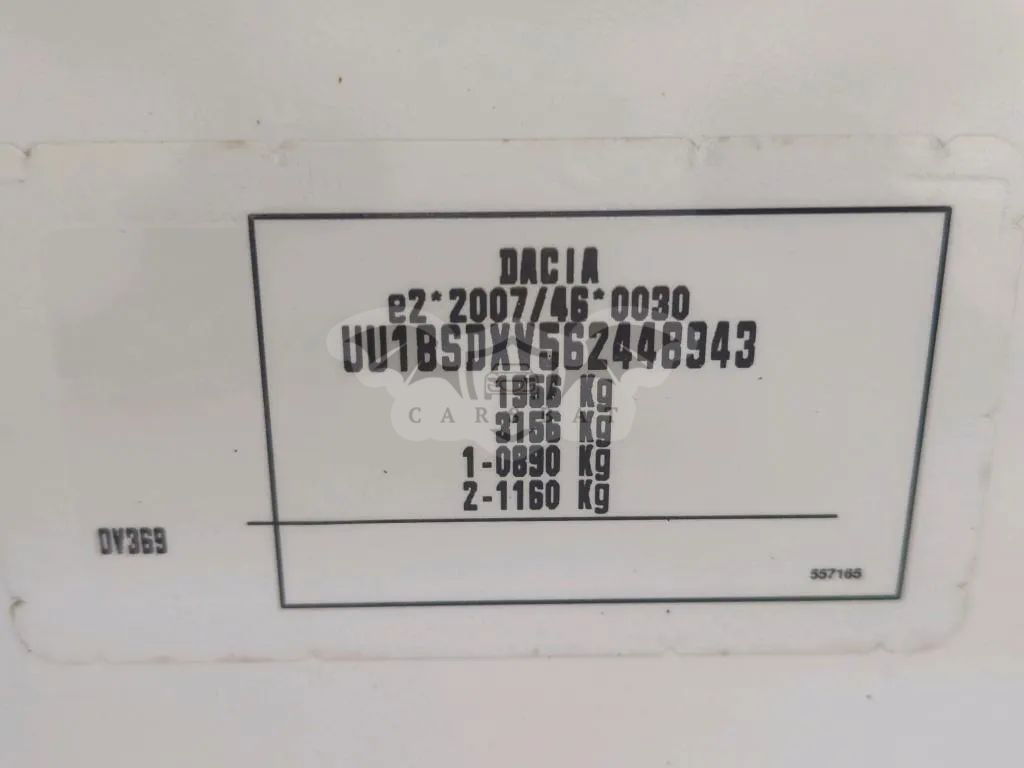 DACIA
e2*2007/46*0030
UU1BSDXY562448943
1956 Kg
3156 Kg
1-0890 Kg
2-1160 Kg
DV369
557165